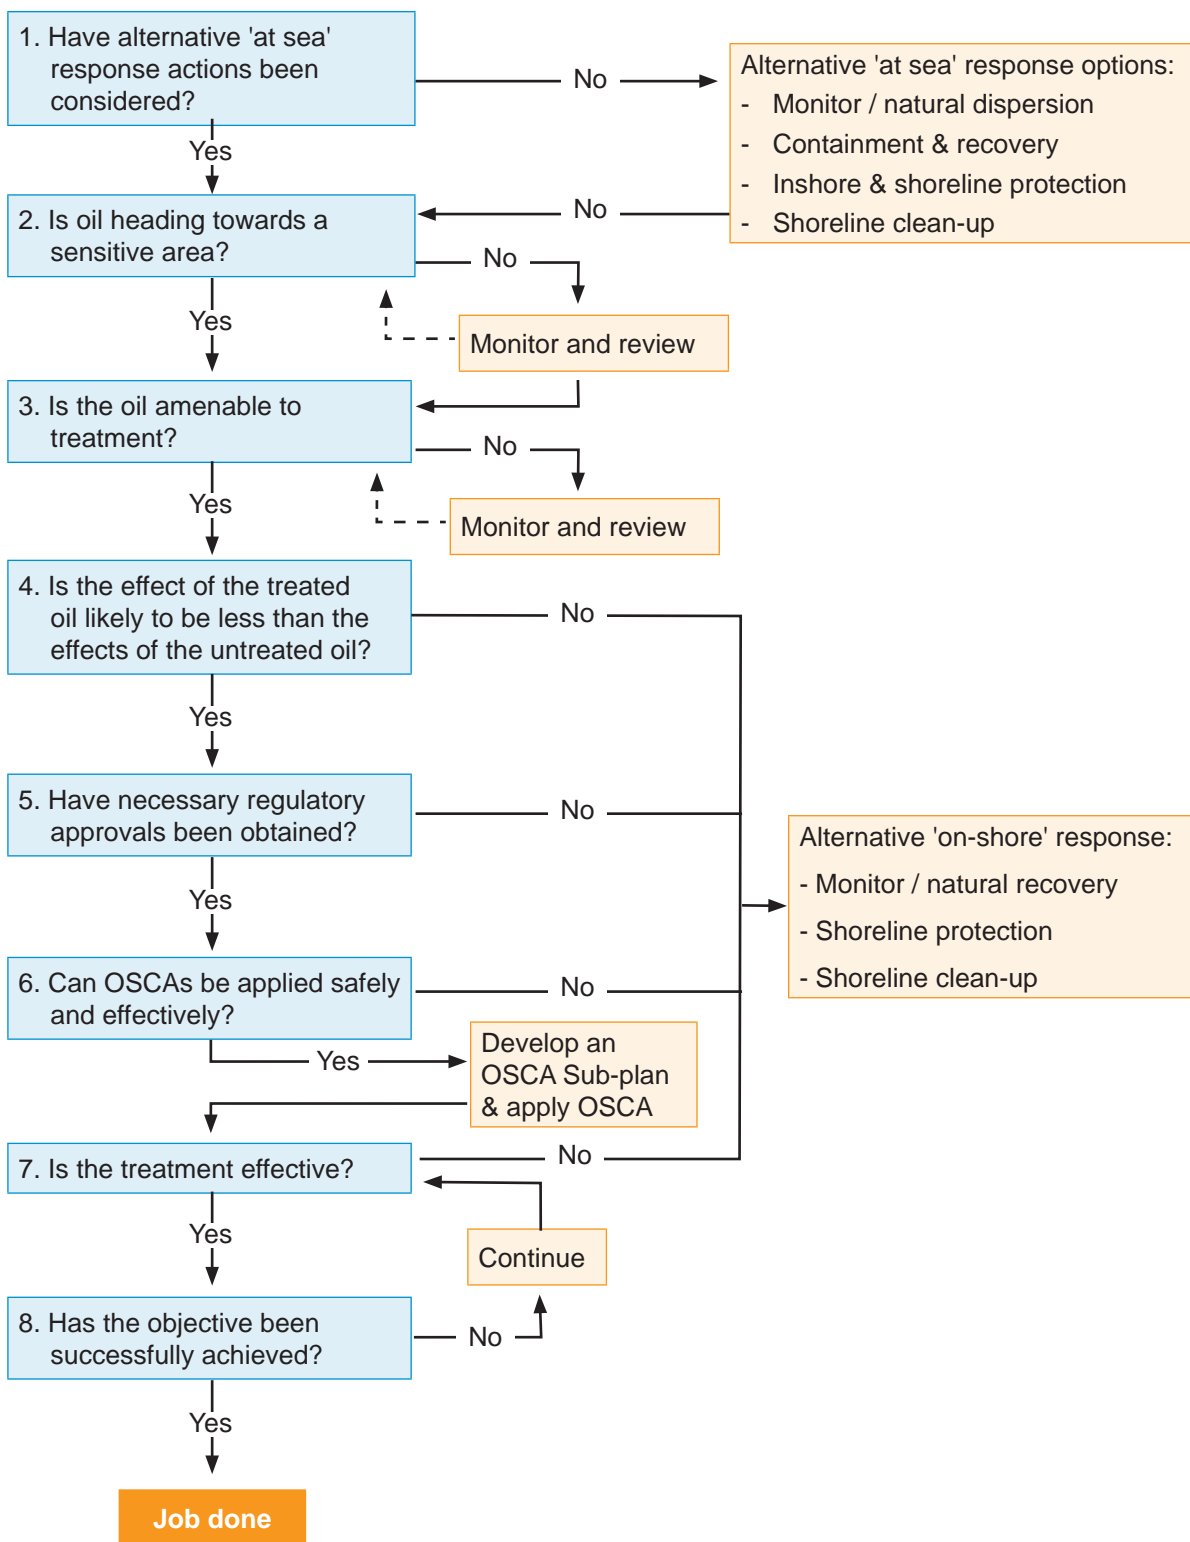 1. Have alternative 'at sea'
response actions been
considered?
No
Alternative 'at sea' response options:
- Monitor / natural dispersion
- Containment & recovery
- Inshore & shoreline protection
- Shoreline clean-up
Yes
No
2. Is oil heading towards a
sensitive area?
No
Yes
Monitor and review
3. Is the oil amenable to
treatment?
No
Yes
Monitor and review
4. Is the effect of the treated
oil likely to be less than the
effects of the untreated oil?
No
Yes
5. Have necessary regulatory
approvals been obtained?
No
Alternative 'on-shore' response:
- Monitor / natural recovery
- Shoreline protection
- Shoreline clean-up
Yes
6. Can OSCAs be applied safely
and effectively?
No
Yes
Develop an
OSCA Sub-plan
& apply OSCA
7. Is the treatment effective?
No
Yes
Continue
8. Has the objective been
successfully achieved?
No
Yes
Job done